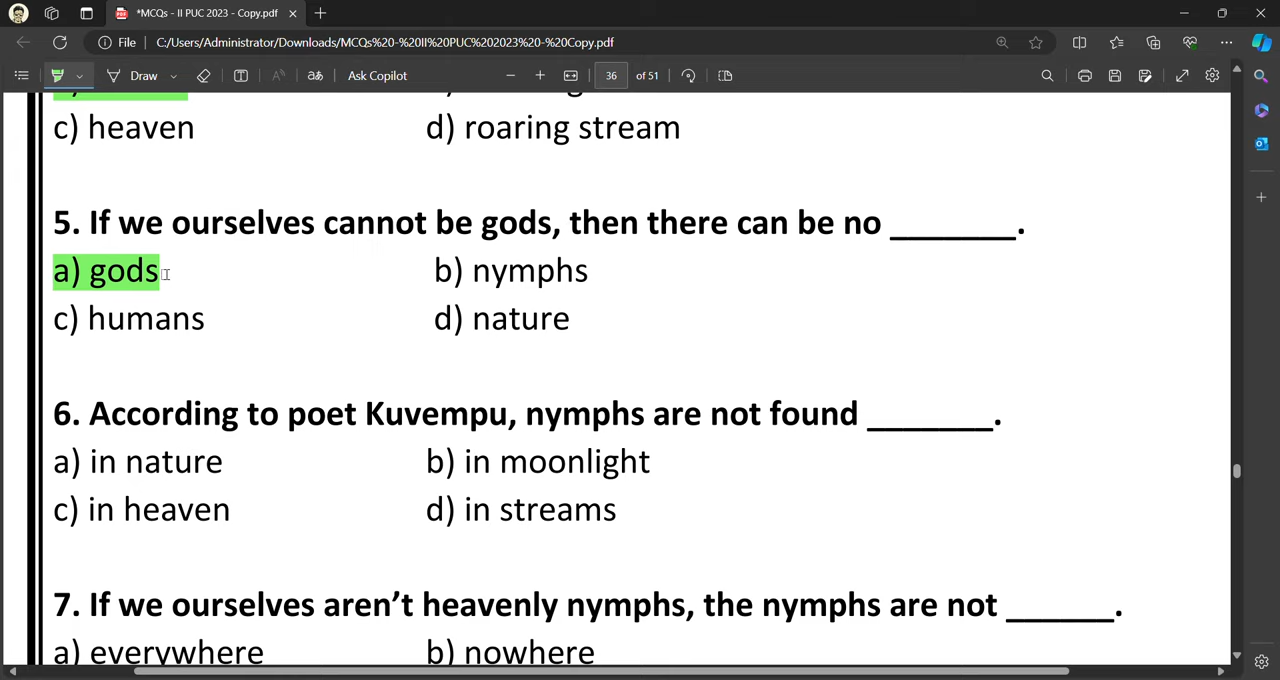 *MCQs - II PUC 2023 - Copy.pdf
File C:/Users/Administrator/Downloads/MCQs%20-%20II%20PUC%202023%20-%20Copy.pdf
Draw Ask Copilot 36 of 51
c) heaven d) roaring stream
5. If we ourselves cannot be gods, then there can be no _______.
a) gods b) nymphs
c) humans d) nature
6. According to poet Kuvempu, nymphs are not found _______.
a) in nature b) in moonlight
c) in heaven d) in streams
7. If we ourselves aren’t heavenly nymphs, the nymphs are not ______.
a) everywhere b) nowhere